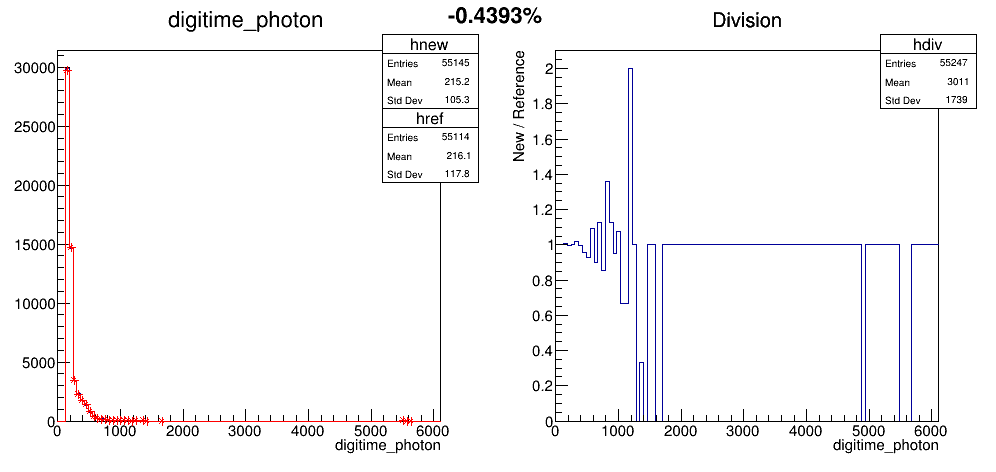 -0.4393%
digitime_photon
hnew
Entries 55145
Mean 215.2
Std Dev 105.3
href
Entries 55114
Mean 216.1
Std Dev 117.8
30000
25000
20000
15000
10000
5000
0
0 1000 2000 3000 4000 5000 6000
digitime_photon
Division
hdiv
Entries 55247
Mean 3011
Std Dev 1739
New / Reference
2
1.8
1.6
1.4
1.2
1
0.8
0.6
0.4
0.2
0
0 1000 2000 3000 4000 5000 6000
digitime_photon